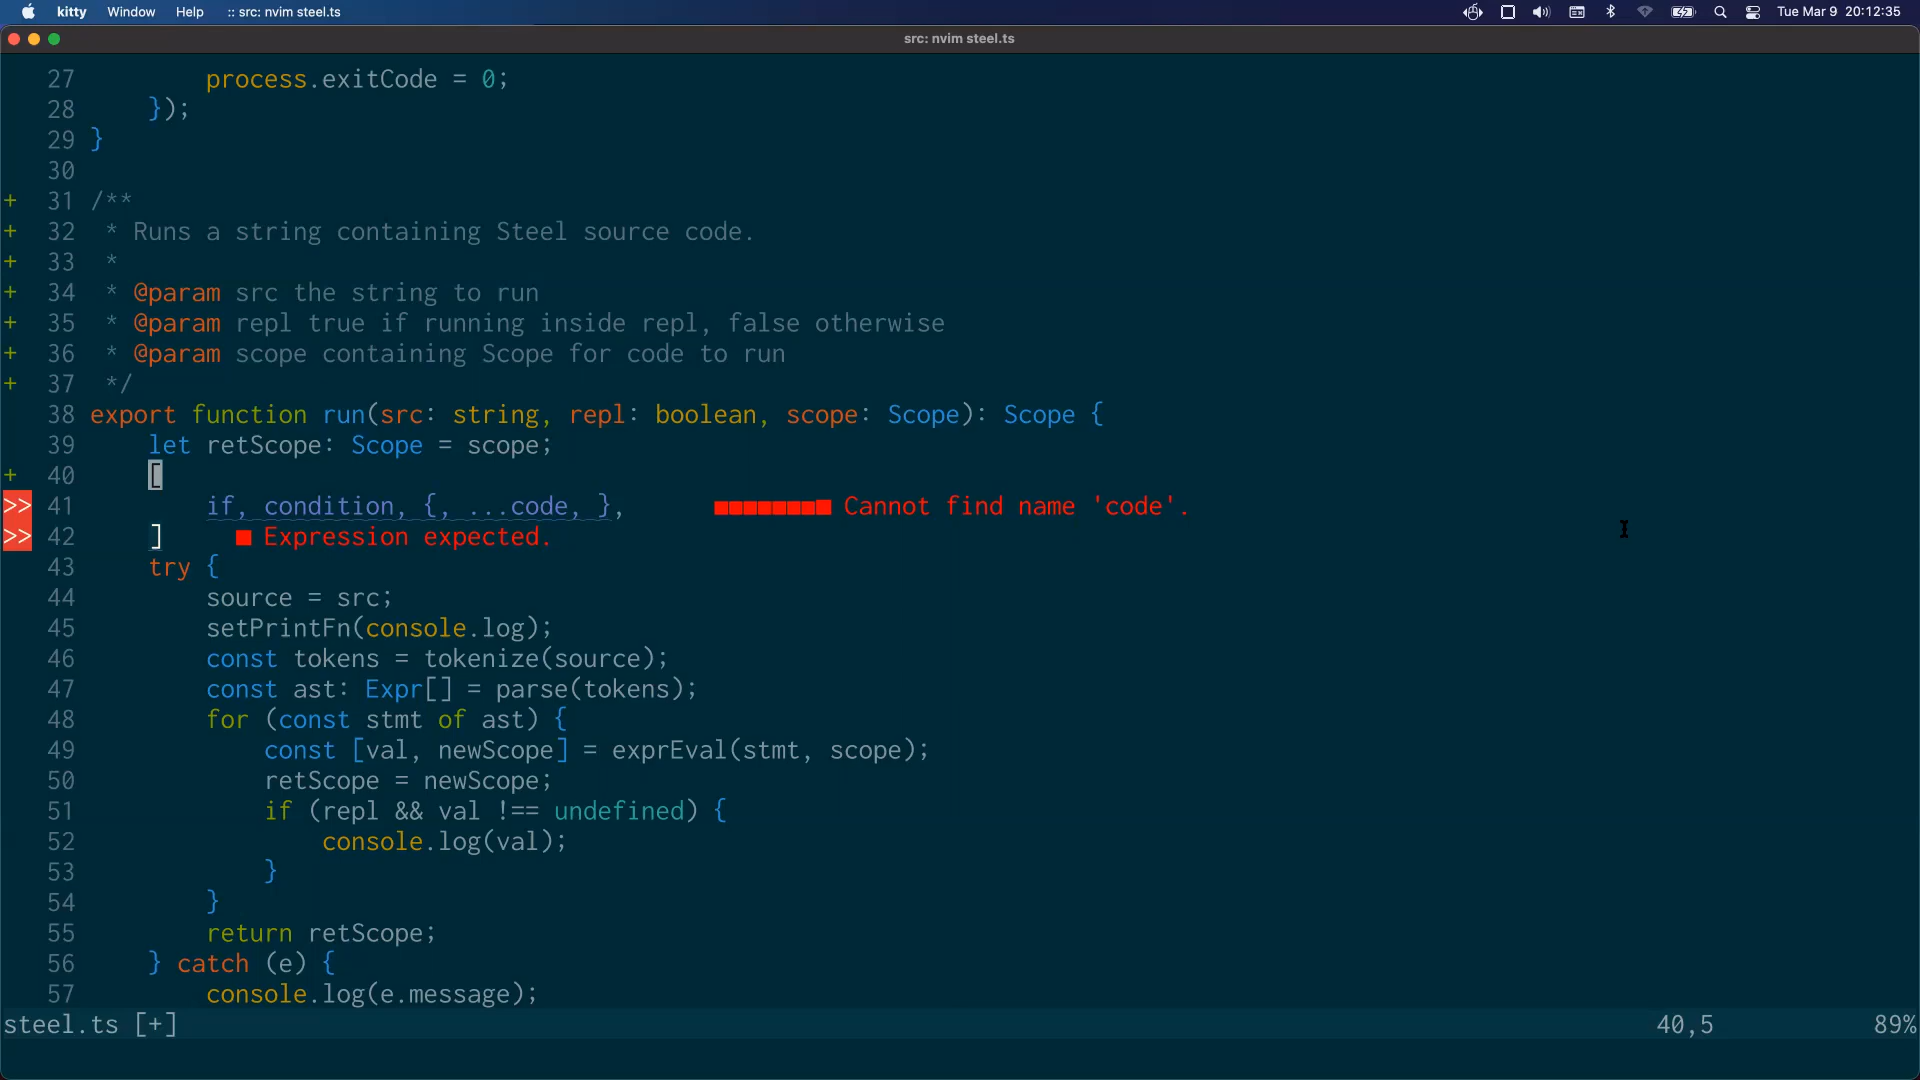 kitty Window Help :: src: nvim steel.ts Tue Mar 9 20:12:35
src: nvim steel.ts
27 process.exitCode = 0;
28 });
29 }
30
+ 31 /**
+ 32 * Runs a string containing Steel source code.
+ 33 *
+ 34 * @param src the string to run
+ 35 * @param repl true if running inside repl, false otherwise
+ 36 * @param scope containing Scope for code to run
+ 37 */
38 export function run(src: string, repl: boolean, scope: Scope): Scope {
39 let retScope: Scope = scope;
+ 40 [
>> 41 if, condition, {, ...code, }, ■■■■■■■■ Cannot find name 'code'.
>> 42 ] ■ Expression expected.
43 try {
44 source = src;
45 setPrintFn(console.log);
46 const tokens = tokenize(source);
47 const ast: Expr[] = parse(tokens);
48 for (const stmt of ast) {
49 const [val, newScope] = exprEval(stmt, scope);
50 retScope = newScope;
51 if (repl && val !== undefined) {
52 console.log(val);
53 }
54 }
55 return retScope;
56 } catch (e) {
57 console.log(e.message);
steel.ts [+] 40,5 89%